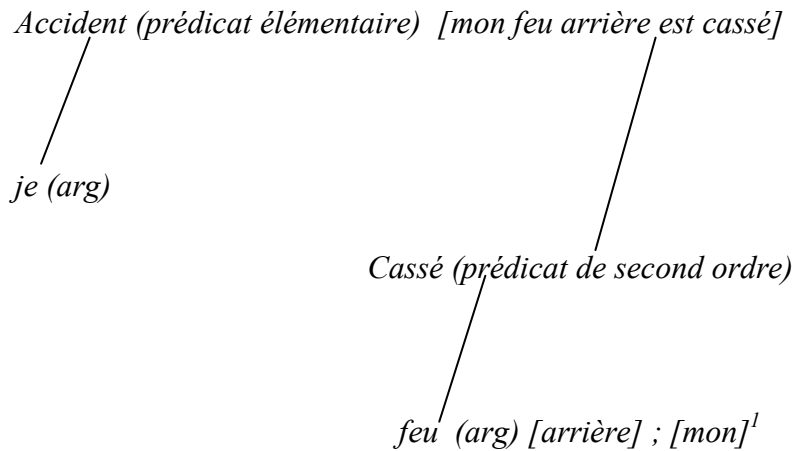 Accident (prédicat élémentaire) [mon feu arrière est cassé]
je (arg)
Cassé (prédicat de second ordre)
feu (arg) [arrière] ; [mon]1